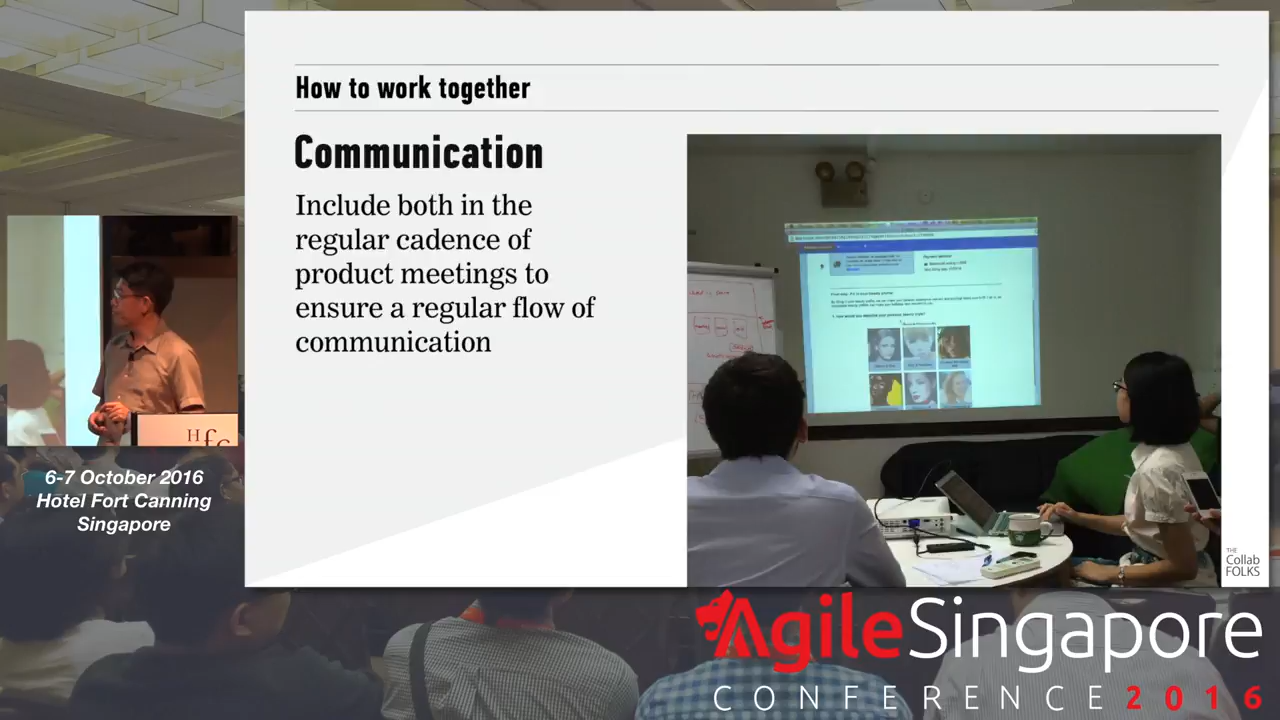 How to work together
Communication
Include both in the
regular cadence of
product meetings to
ensure a regular flow of
communication
Hfc
6-7 October 2016
Hotel Fort Canning
Singapore
THE
Collab
FOLKS
AgileSingapore
CONFERENCE 2016